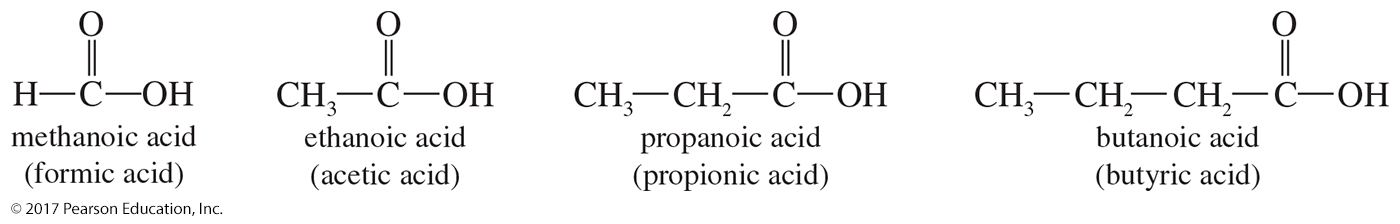 O O O O
H—C—OH CH₃—C—OH CH₃—CH₂—C—OH CH₃—CH₂—CH₂—C—OH
methanoic acid ethanoic acid propanoic acid butanoic acid
(formic acid) (acetic acid) (propionic acid) (butyric acid)
© 2017 Pearson Education, Inc.